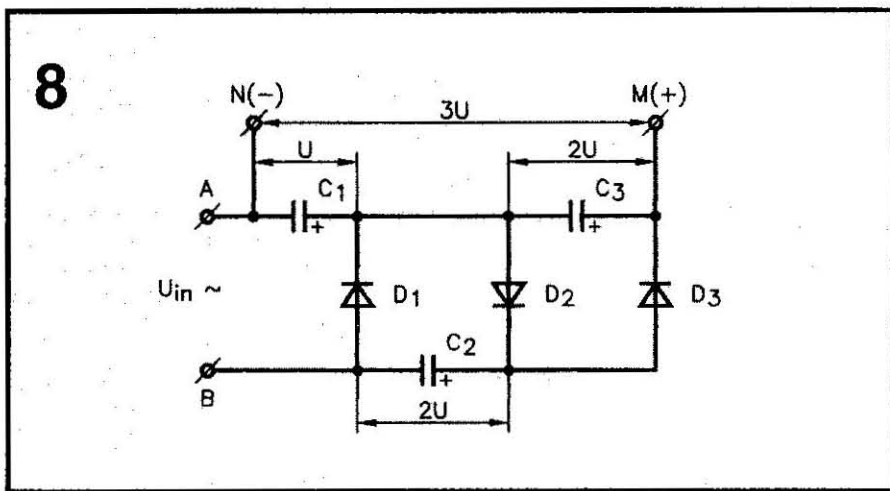 8
N(−) 3U M(+)
U 2U
A C1 C3
+ +
Uin ~ D1 D2 D3
C2
+
B
2U